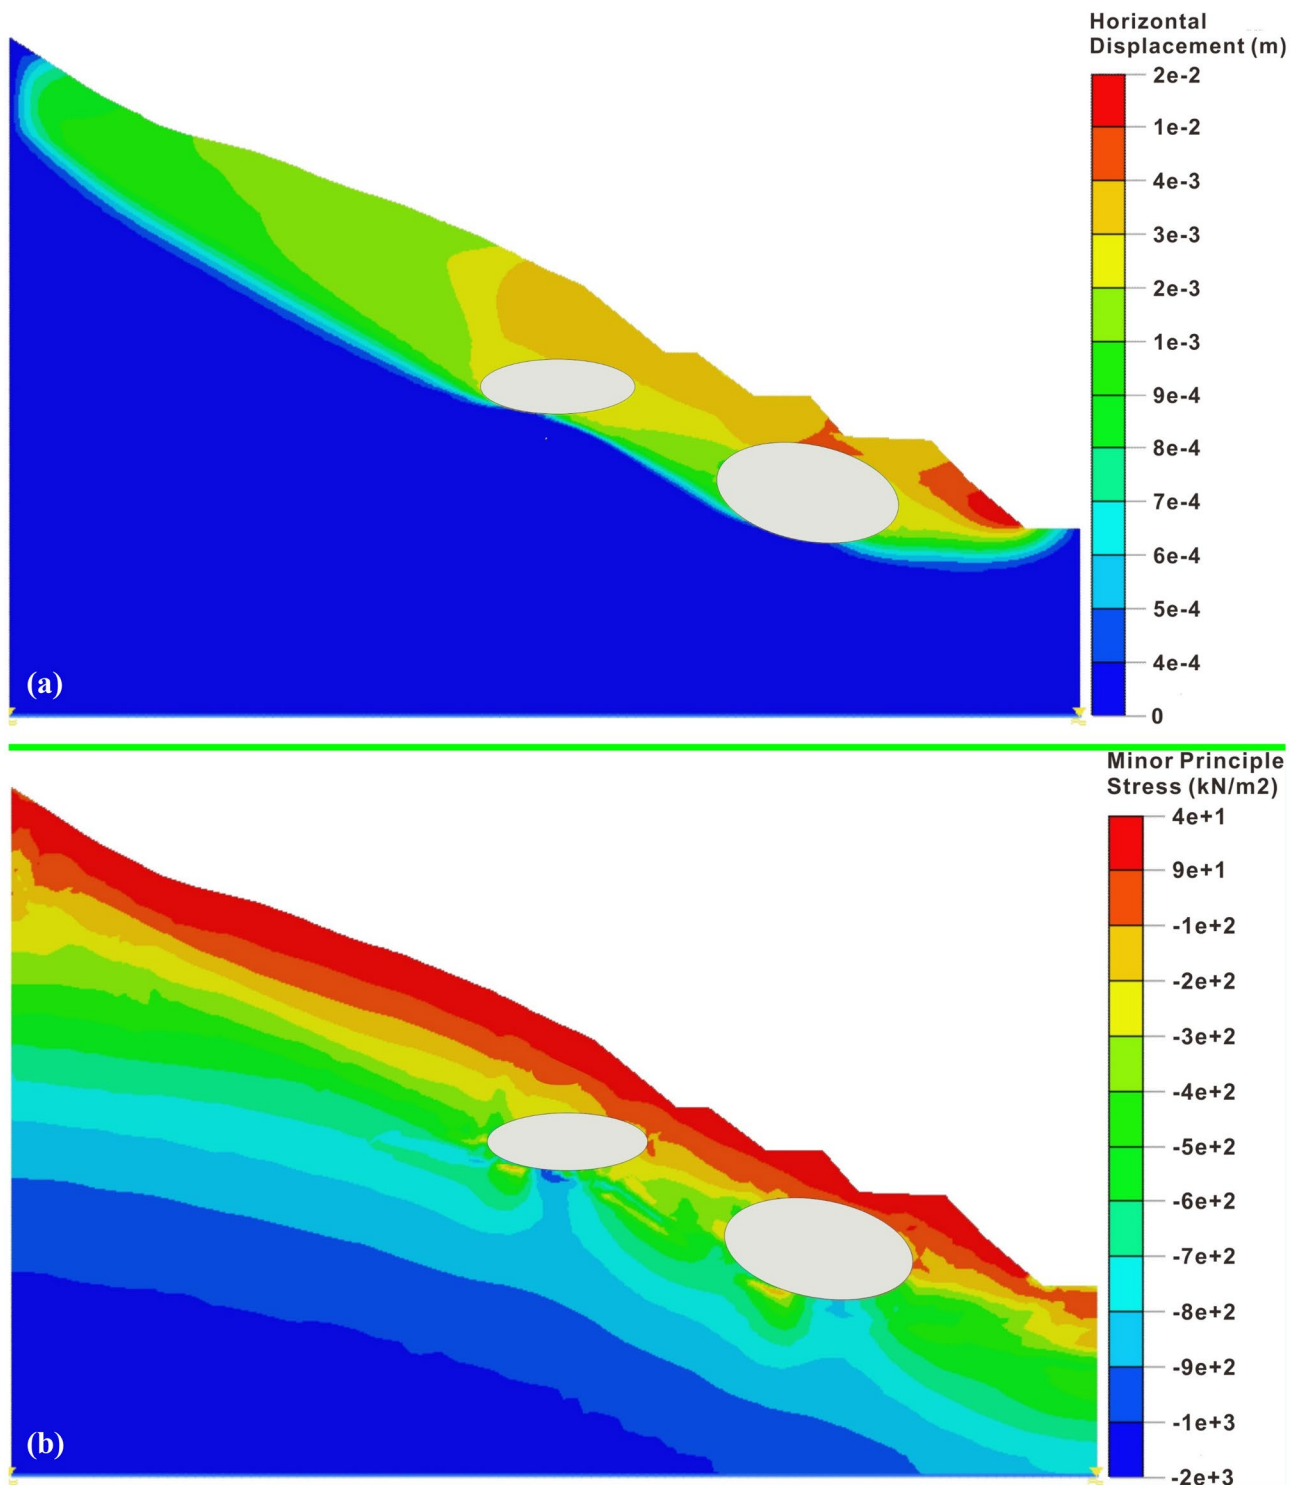 Horizontal
Displacement (m)
2e-2
1e-2
4e-3
3e-3
2e-3
1e-3
9e-4
8e-4
7e-4
6e-4
5e-4
4e-4
0
(a)
Minor Principle
Stress (kN/m2)
4e+1
9e+1
-1e+2
-2e+2
-3e+2
-4e+2
-5e+2
-6e+2
-7e+2
-8e+2
-9e+2
-1e+3
-2e+3
(b)